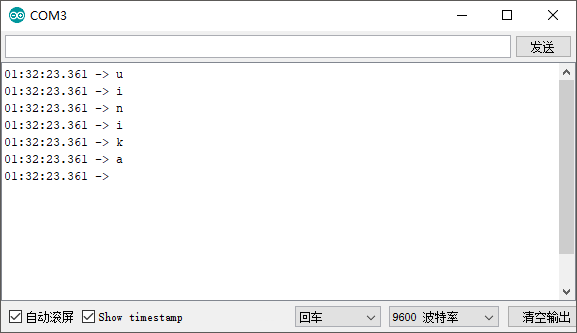 COM3
发送
01:32:23.361 -> u
01:32:23.361 -> i
01:32:23.361 -> n
01:32:23.361 -> i
01:32:23.361 -> k
01:32:23.361 -> a
01:32:23.361 ->
自动滚屏 Show timestamp 回车 9600 波特率 清空输出